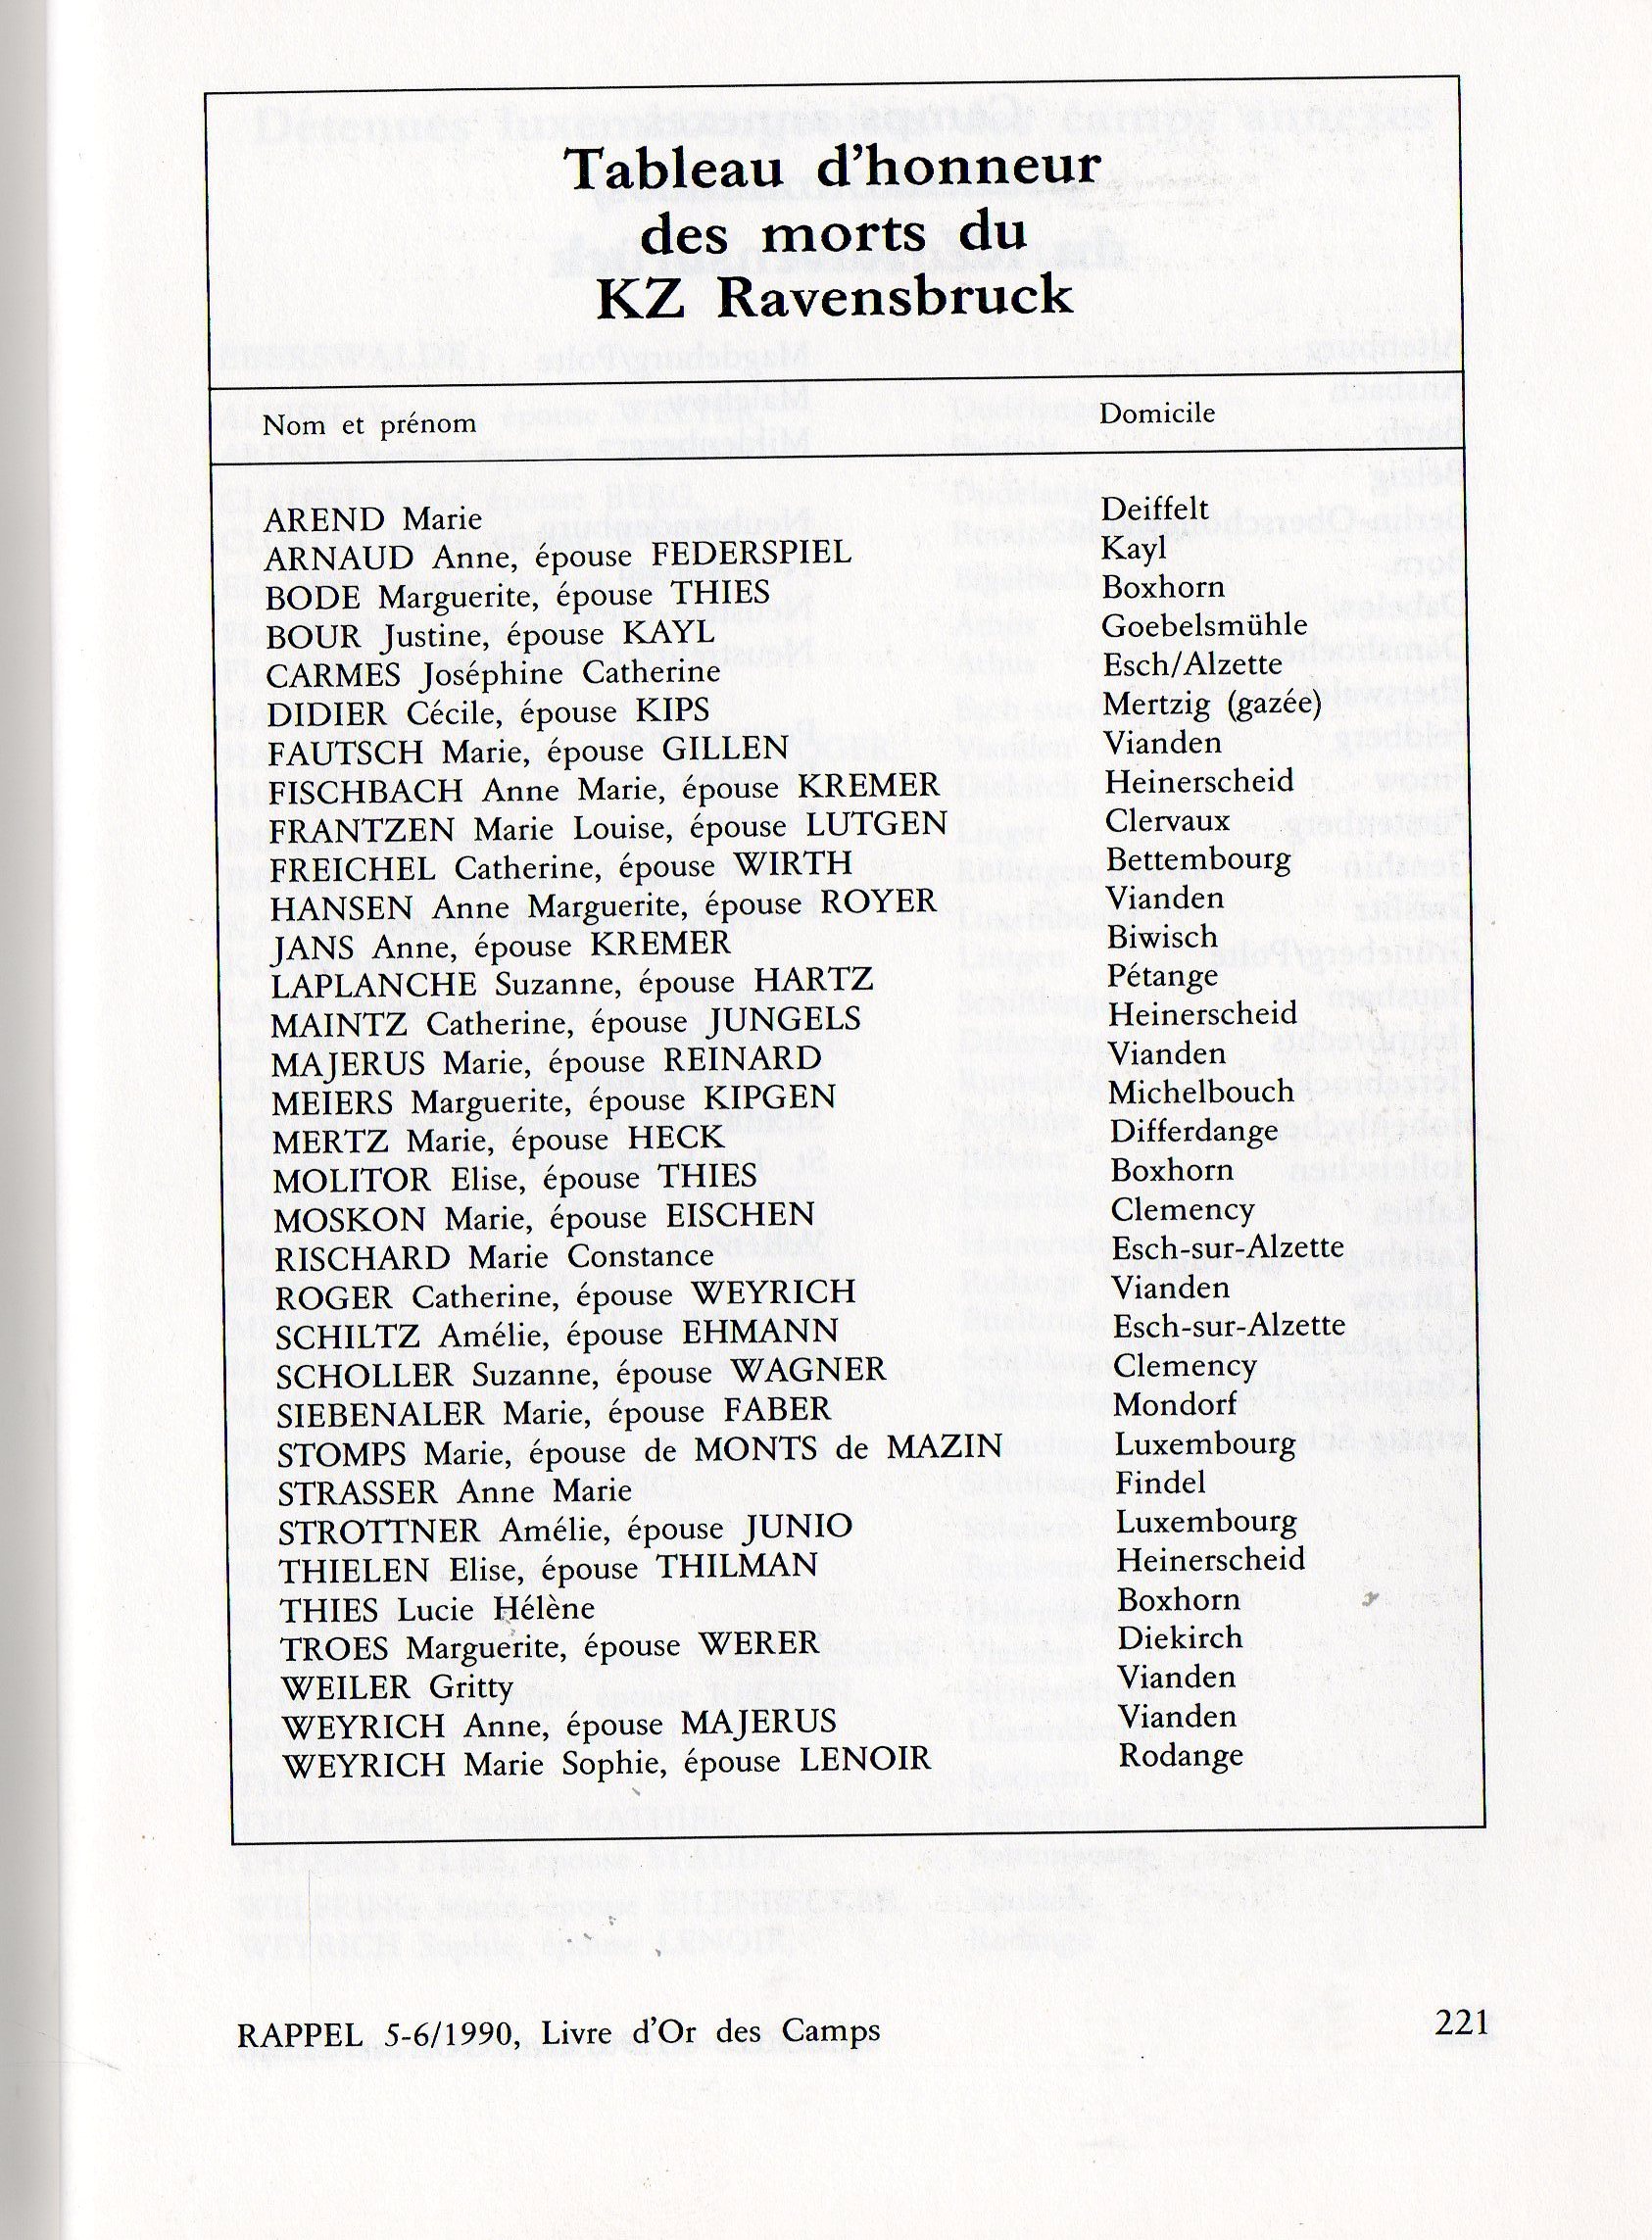 Tableau d'honneur
des morts du
KZ Ravensbruck
Nom et prénom Domicile
AREND Marie Deiffelt
ARNAUD Anne, épouse FEDERSPIEL Kayl
BODE Marguerite, épouse THIES Boxhorn
BOUR Justine, épouse KAYL Goebelsmühle
CARMES Joséphine Catherine Esch/Alzette
DIDIER Cécile, épouse KIPS Mertzig (gazée)
FAUTSCH Marie, épouse GILLEN Vianden
FISCHBACH Anne Marie, épouse KREMER Heinerscheid
FRANTZEN Marie Louise, épouse LUTGEN Clervaux
FREICHEL Catherine, épouse WIRTH Bettembourg
HANSEN Anne Marguerite, épouse ROYER Vianden
JANS Anne, épouse KREMER Biwisch
LAPLANCHE Suzanne, épouse HARTZ Pétange
MAINTZ Catherine, épouse JUNGELS Heinerscheid
MAJERUS Marie, épouse REINARD Vianden
MEIERS Marguerite, épouse KIPGEN Michelbouch
MERTZ Marie, épouse HECK Differdange
MOLITOR Elise, épouse THIES Boxhorn
MOSKON Marie, épouse EISCHEN Clemency
RISCHARD Marie Constance Esch-sur-Alzette
ROGER Catherine, épouse WEYRICH Vianden
SCHILTZ Amélie, épouse EHMANN Esch-sur-Alzette
SCHOLLER Suzanne, épouse WAGNER Clemency
SIEBENALER Marie, épouse FABER Mondorf
STOMPS Marie, épouse de MONTS de MAZIN Luxembourg
STRASSER Anne Marie Findel
STROTTNER Amélie, épouse JUNIO Luxembourg
THIELEN Elise, épouse THILMAN Heinerscheid
THIES Lucie Hélène Boxhorn
TROES Marguerite, épouse WERER Diekirch
WEILER Gritty Vianden
WEYRICH Anne, épouse MAJERUS Vianden
WEYRICH Marie Sophie, épouse LENOIR Rodange
RAPPEL 5-6/1990, Livre d'Or des Camps 221